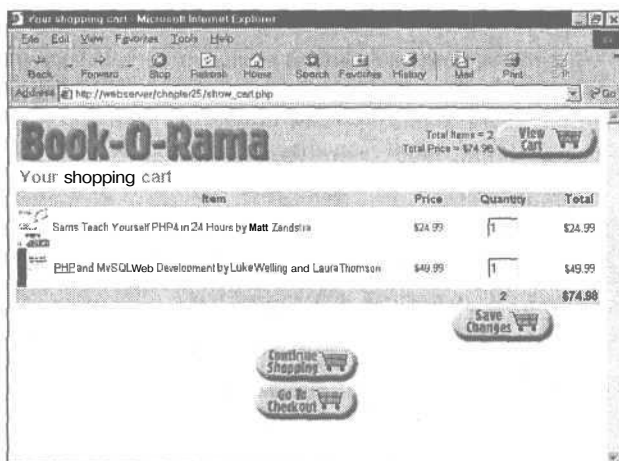 Your shopping cart - Microsoft Internet Explorer
File Edit View Favorites Tools Help
Back Forward Stop Refresh Home Search Favorites History Mail Print
Address http://webserver/chapter25/show_cart.php Go
Book-O-Rama
Total Items = 2
Total Price = $74.98
View Cart
Your shopping cart
Item Price Quantity Total
Sams Teach Yourself PHP4 in 24 Hours by Matt Zandstra $24.99 1 $24.99
PHP and MySQL Web Development by Luke Welling and Laura Thomson $49.99 1 $49.99
2 $74.98
Save Changes
Continue Shopping
Go To Checkout